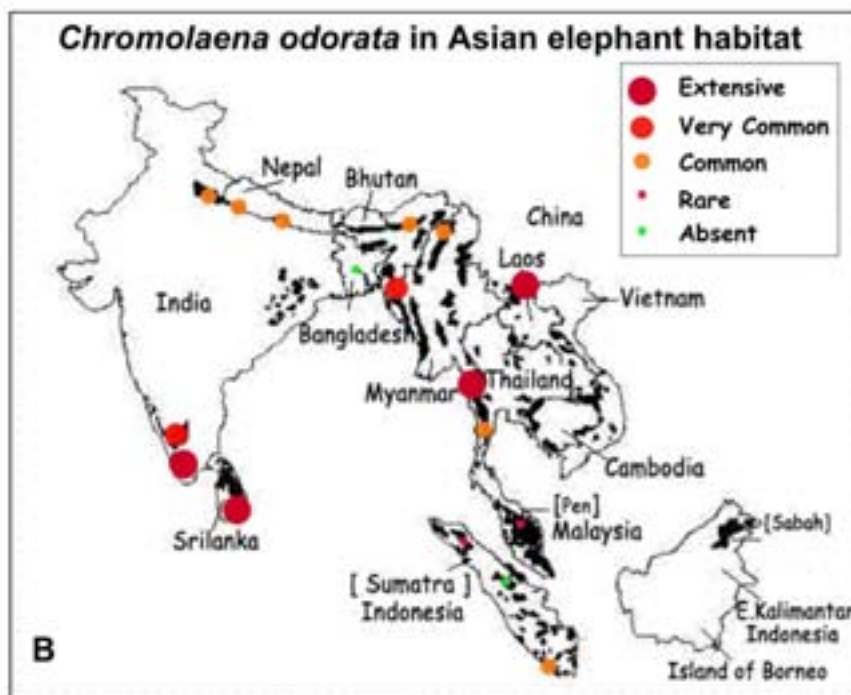 Chromolaena odorata in Asian elephant habitat
Extensive
Very Common
Common
Rare
Absent
Nepal
Bhutan
China
Laos
Vietnam
India
Bangladesh
Myanmar
Thailand
Cambodia
Srilanka
[Pen]
Malaysia
[Sabah]
[ Sumatra ]
Indonesia
E.Kalimantan
Indonesia
Island of Borneo
B